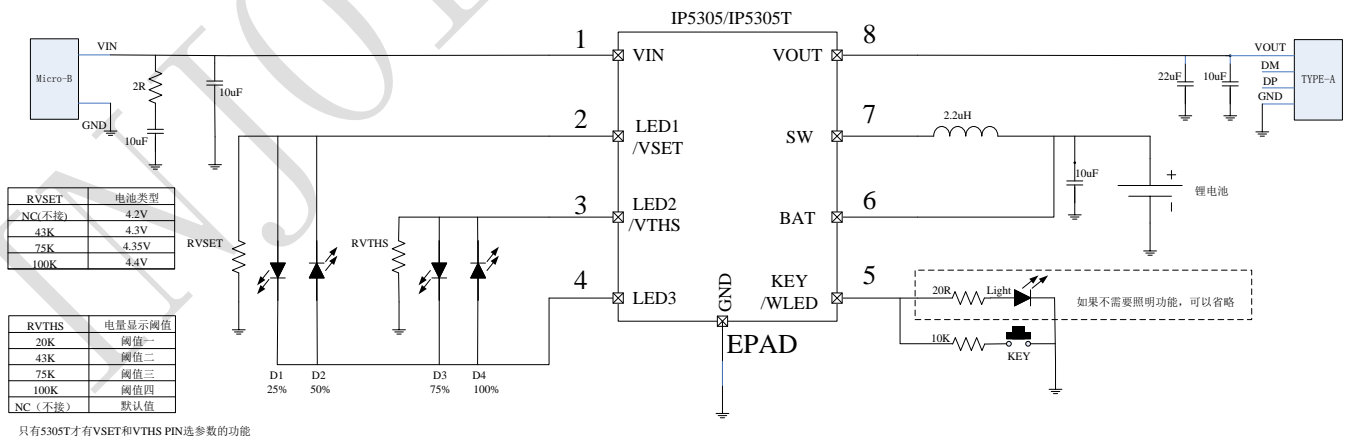 IP5305/IP5305T
Micro-B
VIN
GND
2R
10uF
10uF
1
VIN
2
LED1
/VSET
3
LED2
/VTHS
4
LED3
GND
EPAD
8
VOUT
7
SW
6
BAT
5
KEY
/WLED
22uF
10uF
VOUT
DM
DP
GND
TYPE-A
2.2uH
10uF
+
锂电池
20R
Light
如果不需要照明功能，可以省略
10K
KEY
RVSET 电池类型
NC(不接) 4.2V
43K 4.3V
75K 4.35V
100K 4.4V
RVSET
RVTHS
RVTHS 电量显示阈值
20K 阈值一
43K 阈值二
75K 阈值三
100K 阈值四
NC（不接） 默认值
D1 D2 D3 D4
25% 50% 75% 100%
只有5305T才有VSET和VTHS PIN选参数的功能
INJO